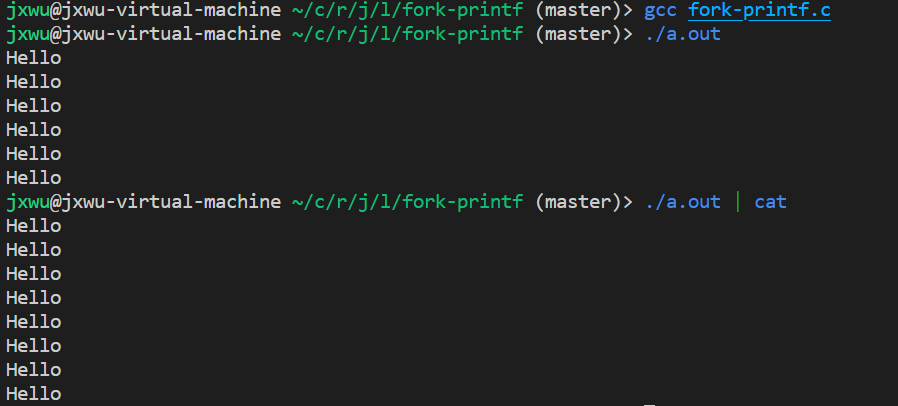 jxwu@jxwu-virtual-machine ~/c/r/j/l/fork-printf (master)> gcc fork-printf.c
jxwu@jxwu-virtual-machine ~/c/r/j/l/fork-printf (master)> ./a.out
Hello
Hello
Hello
Hello
Hello
Hello
jxwu@jxwu-virtual-machine ~/c/r/j/l/fork-printf (master)> ./a.out | cat
Hello
Hello
Hello
Hello
Hello
Hello
Hello
Hello